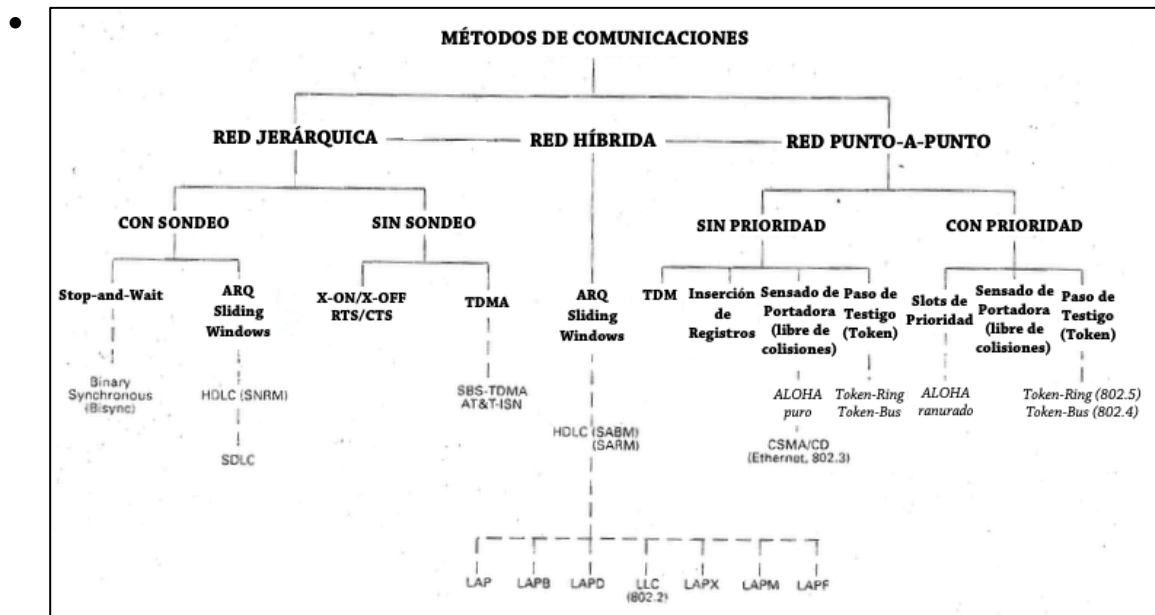 MÉTODOS DE COMUNICACIONES
RED JERÁRQUICA
RED HÍBRIDA
RED PUNTO-A-PUNTO
CON SONDEO
SIN SONDEO
SIN PRIORIDAD
CON PRIORIDAD
Stop-and-Wait
ARQ
Sliding
Windows
X-ON/X-OFF
RTS/CTS
TDMA
ARQ
Sliding
Windows
TDM
Inserción
de
Registros
Sensado de
Portadora
(libre de
colisiones)
Paso de
Testigo
(Token)
Slots de
Prioridad
Sensado de
Portadora
(libre de
colisiones)
Paso de
Testigo
(Token)
Binary
Synchronous
(Bisync)
HDLC (SNRM)
SDLC
SBS-TDMA
AT&T-ISN
HDLC (SABM)
(SARM)
ALOHA
puro
CSMA/CD
(Ethernet, 802.3)
Token-Ring
Token-Bus
ALOHA
ranurado
Token-Ring (802.5)
Token-Bus (802.4)
LAP
LAPB
LAPD
LLC
(802.2)
LAPX
LAPM
LAPF